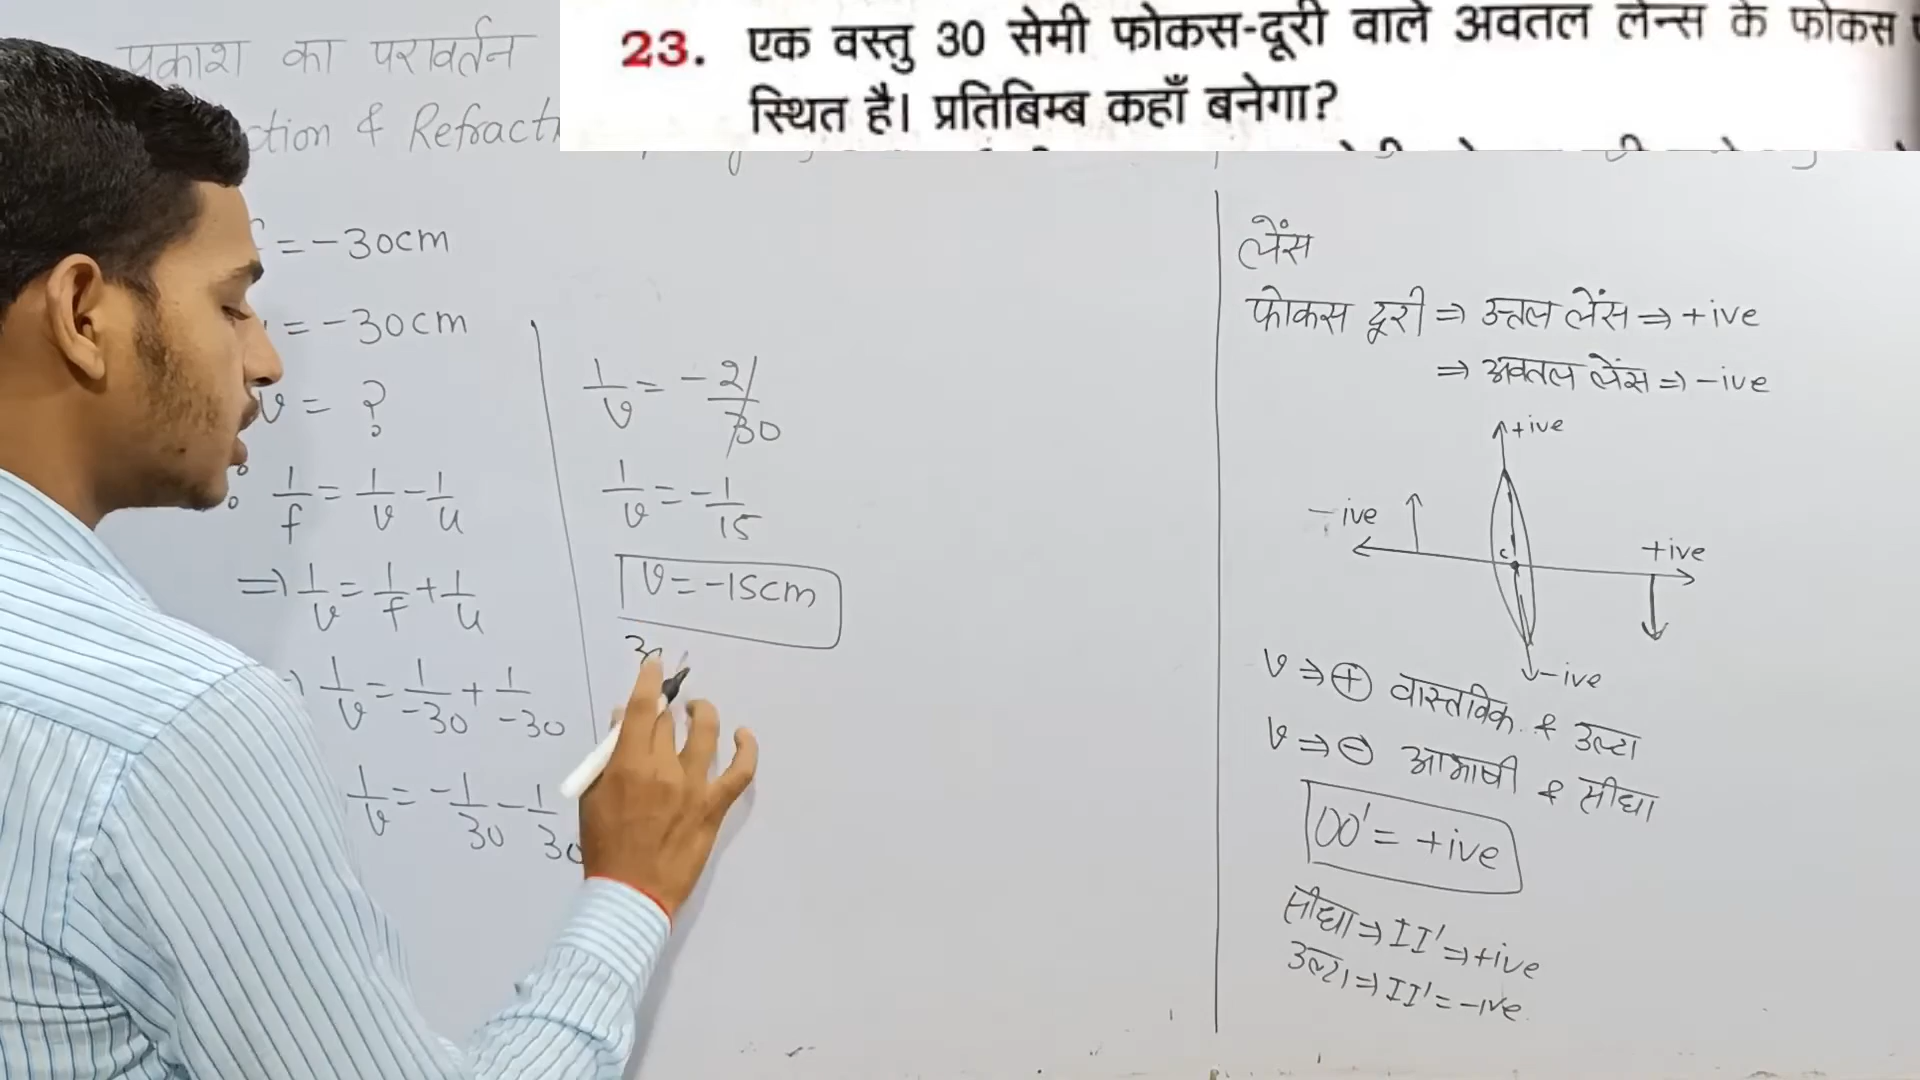 प्रकाश का परावर्तन
ction & Refracti
23. एक वस्तु 30 सेमी फोकस-दूरी वाले अवतल लेन्स के फोकस
स्थित है। प्रतिबिम्ब कहाँ बनेगा?
= -30cm
= -30cm
v = ?
1/f = 1/v - 1/u
⇒ 1/v = 1/f + 1/u
1/v = 1/-30 + 1/-30
1/v = -1/30 - 1/30
1/v = -2/30
1/v = -1/15
v = -15cm
लेंस
फोकस दूरी ⇒ उत्तल लेंस ⇒ +ive
⇒ अवतल लेंस ⇒ -ive
+ive
-ive
+ive
c
-ive
v ⇒ ⊕ वास्तविक & उल्टा
v ⇒ ⊖ आभाषी & सीधा
OO' = +ive
सीधा ⇒ II' ⇒ +ive
उल्टा ⇒ II' = -ive